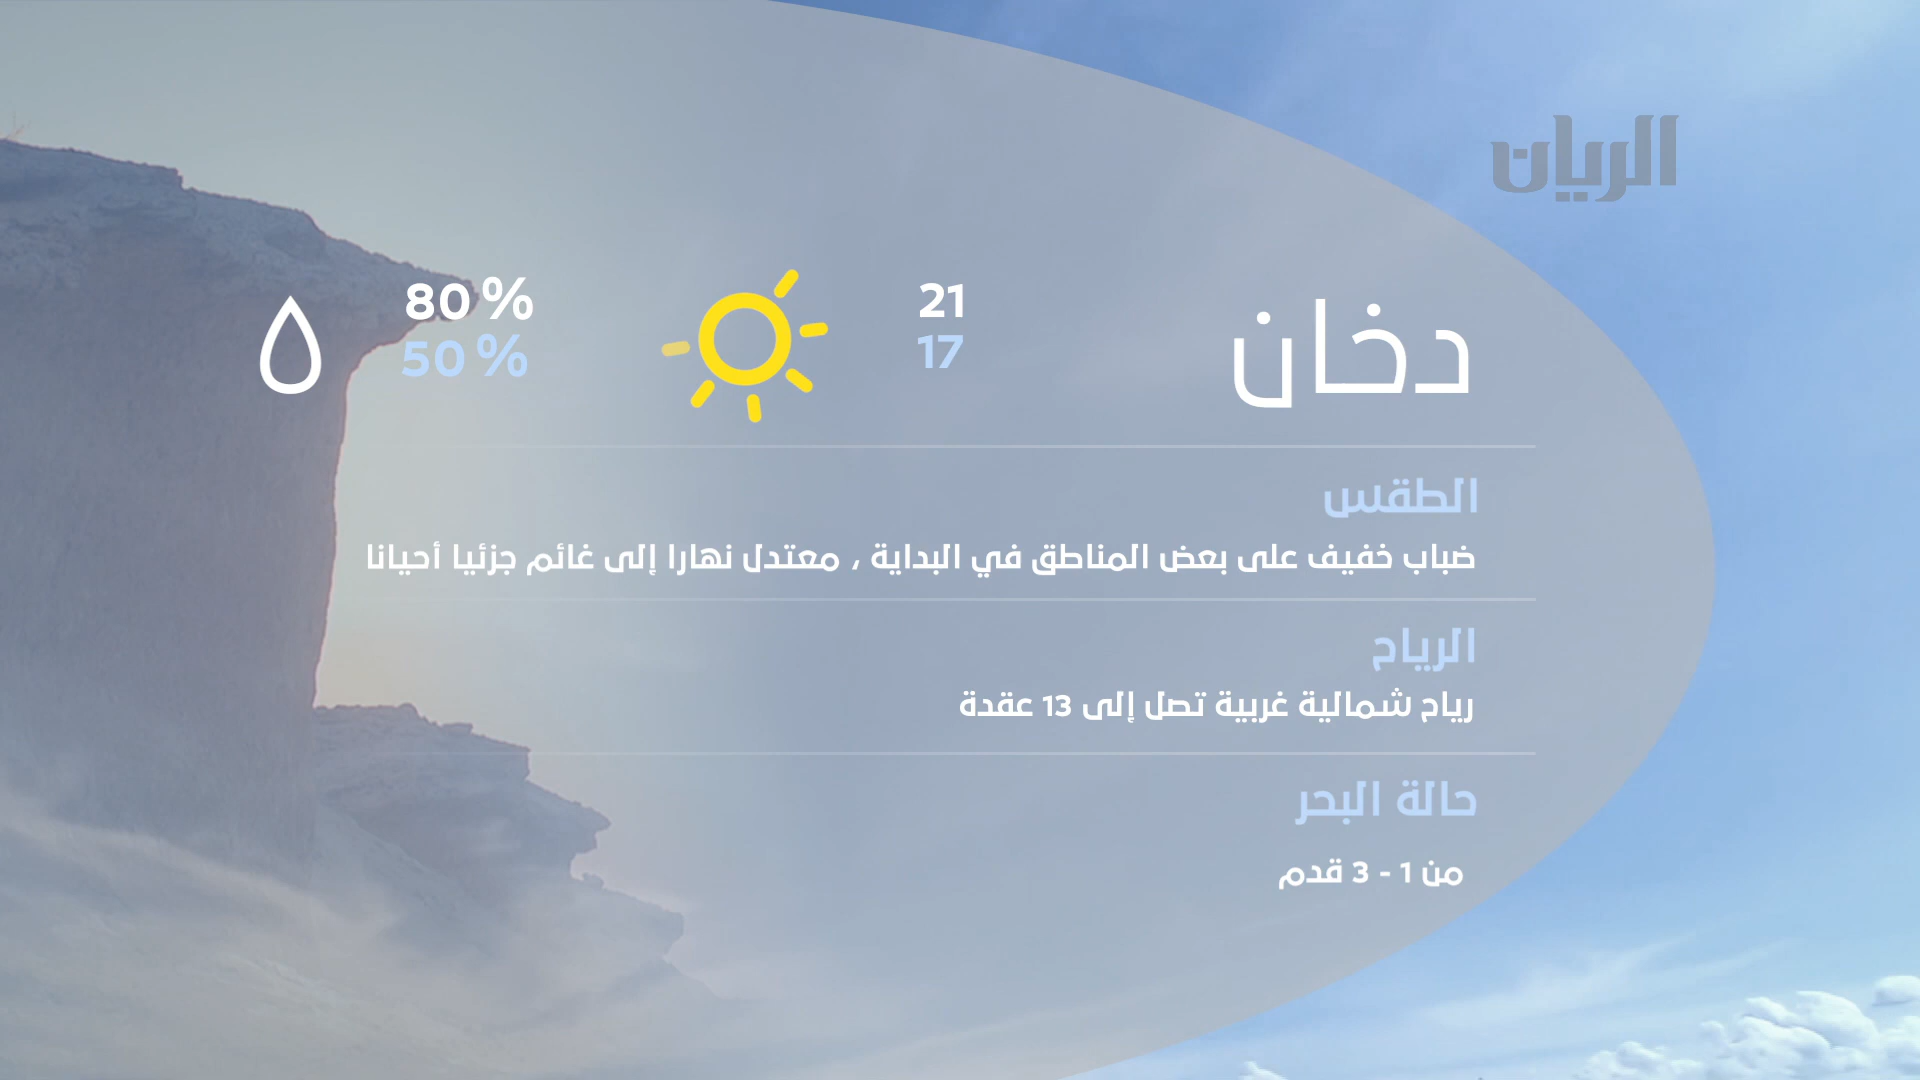 الريان
دخان
21
17
80%
50%
الطقس
ضباب خفيف على بعض المناطق في البداية , معتدل نهارا إلى غائم جزئيا أحيانا
الرياح
رياح شمالية غربية تصل إلى 13 عقدة
حالة البحر
من 1 - 3 قدم